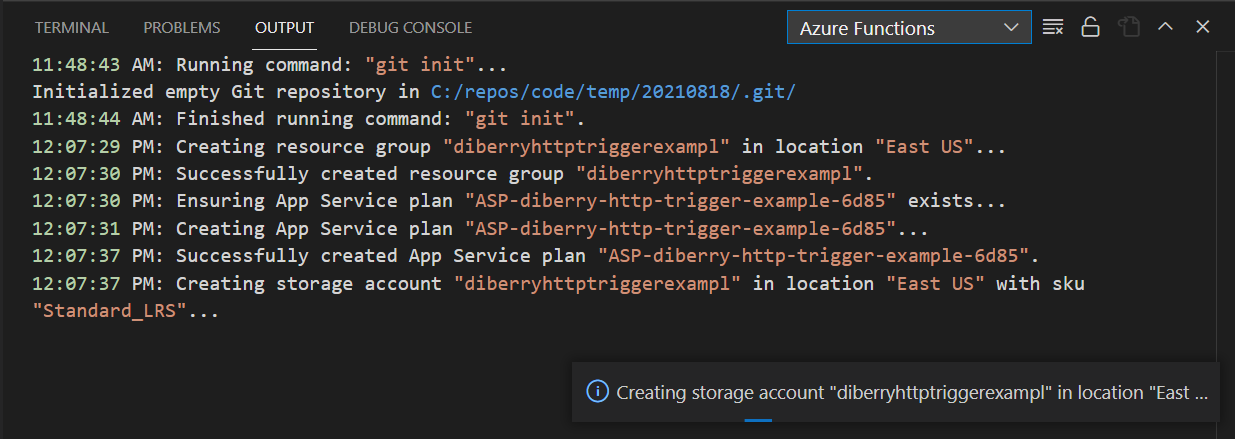 TERMINAL PROBLEMS OUTPUT DEBUG CONSOLE Azure Functions
11:48:43 AM: Running command: "git init"...
Initialized empty Git repository in C:/repos/code/temp/20210818/.git/
11:48:44 AM: Finished running command: "git init".
12:07:29 PM: Creating resource group "diberryhttptriggerexampl" in location "East US"...
12:07:30 PM: Successfully created resource group "diberryhttptriggerexampl".
12:07:30 PM: Ensuring App Service plan "ASP-diberry-http-trigger-example-6d85" exists...
12:07:31 PM: Creating App Service plan "ASP-diberry-http-trigger-example-6d85"...
12:07:37 PM: Successfully created App Service plan "ASP-diberry-http-trigger-example-6d85".
12:07:37 PM: Creating storage account "diberryhttptriggerexampl" in location "East US" with sku
"Standard_LRS"...
Creating storage account "diberryhttptriggerexampl" in location "East ...